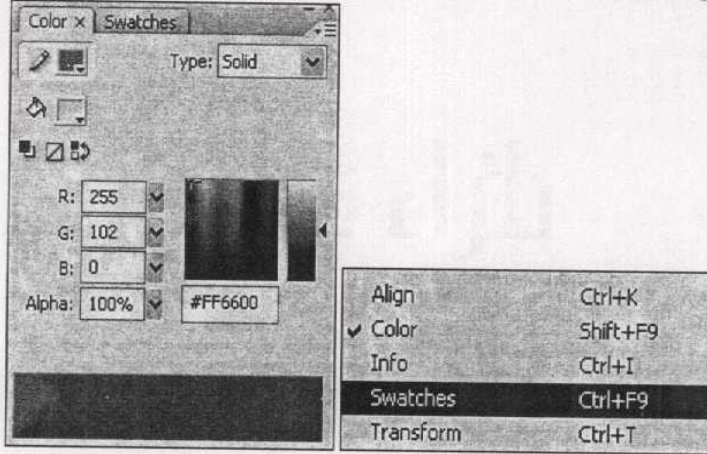 Color × Swatches
Type: Solid
R: 255
G: 102
B: 0
Alpha: 100% #FF6600
Align Ctrl+K
✓ Color Shift+F9
Info Ctrl+I
Swatches Ctrl+F9
Transform Ctrl+T